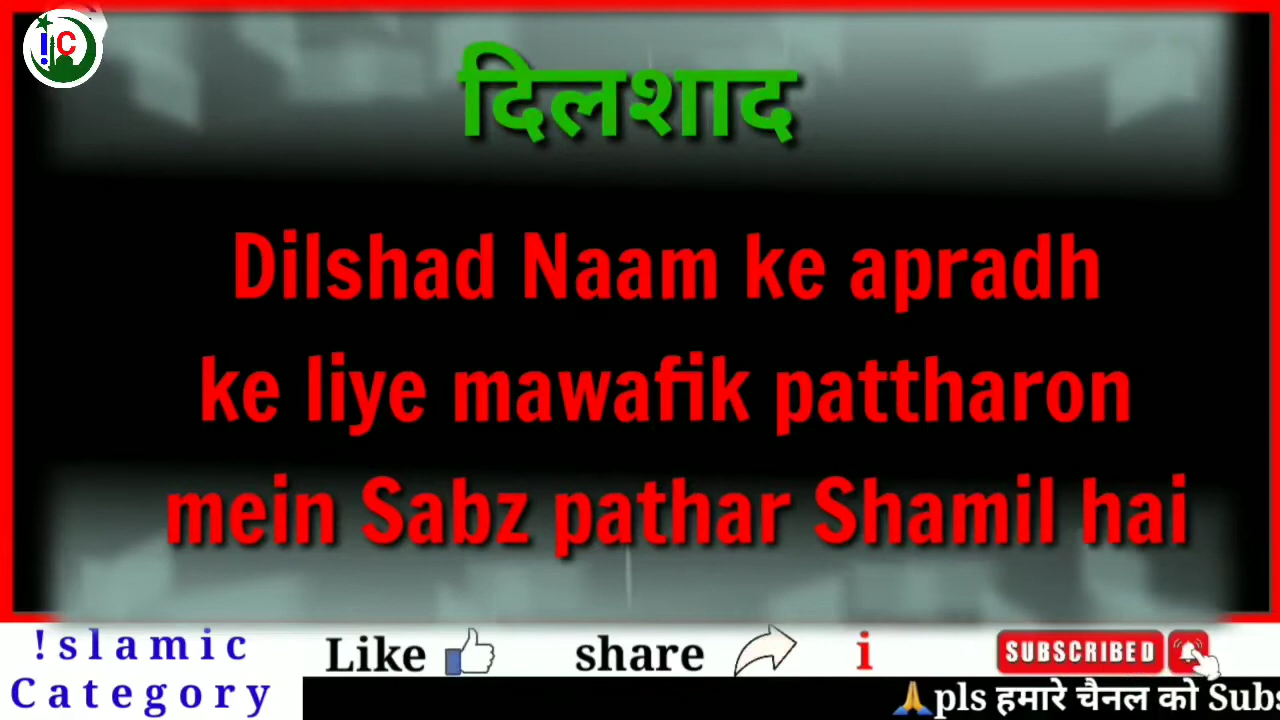 !C
दिलशाद
Dilshad Naam ke apradh
ke liye mawafik pattharon
mein Sabz pathar Shamil hai
!slamic
Category
Like
share
i
SUBSCRIBED
🙏pls हमारे चैनल को Subs